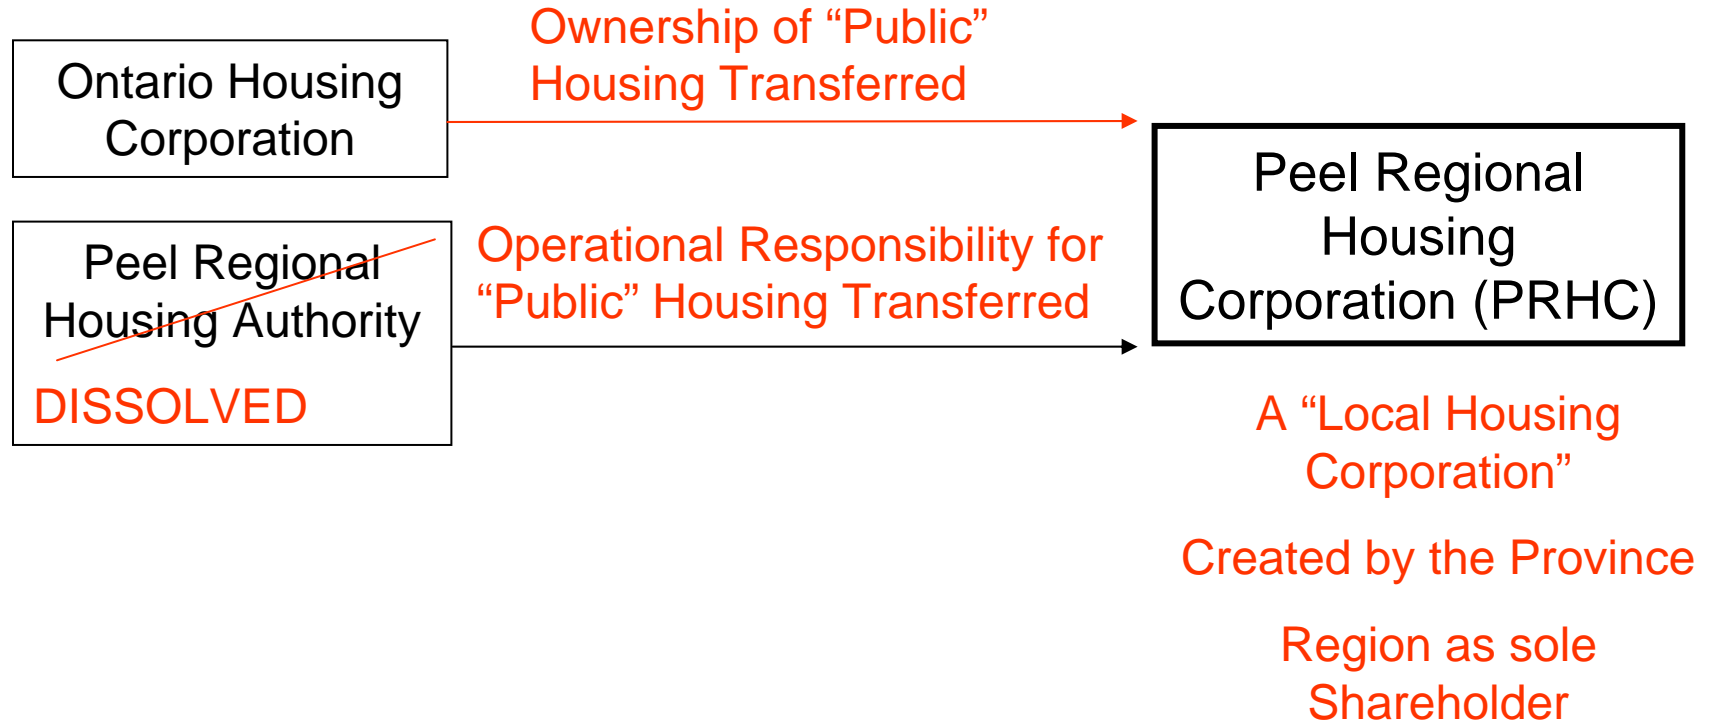 Ownership of “Public”
Housing Transferred
Ontario Housing
Corporation
Peel Regional
Housing Authority
DISSOLVED
Operational Responsibility for
“Public” Housing Transferred
Peel Regional
Housing
Corporation (PRHC)
A “Local Housing
Corporation”
Created by the Province
Region as sole
Shareholder